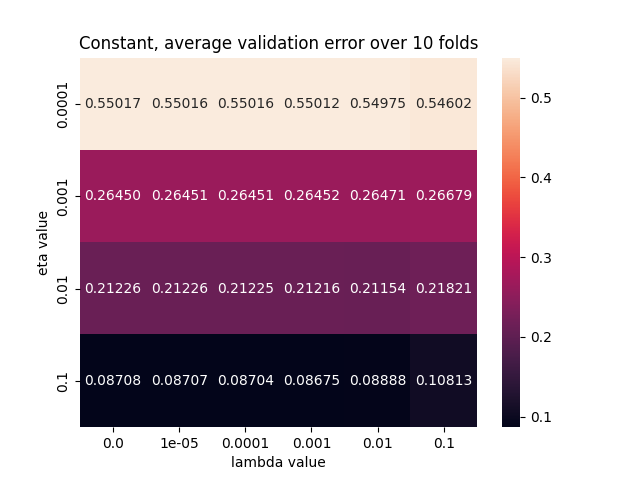 Constant, average validation error over 10 folds
0.0001 0.55017 0.55016 0.55016 0.55012 0.54975 0.54602
0.001 0.26450 0.26451 0.26451 0.26452 0.26471 0.26679
0.01 0.21226 0.21226 0.21225 0.21216 0.21154 0.21821
0.1 0.08708 0.08707 0.08704 0.08675 0.08888 0.10813
0.0 1e-05 0.0001 0.001 0.01 0.1
lambda value
eta value
0.5
0.4
0.3
0.2
0.1